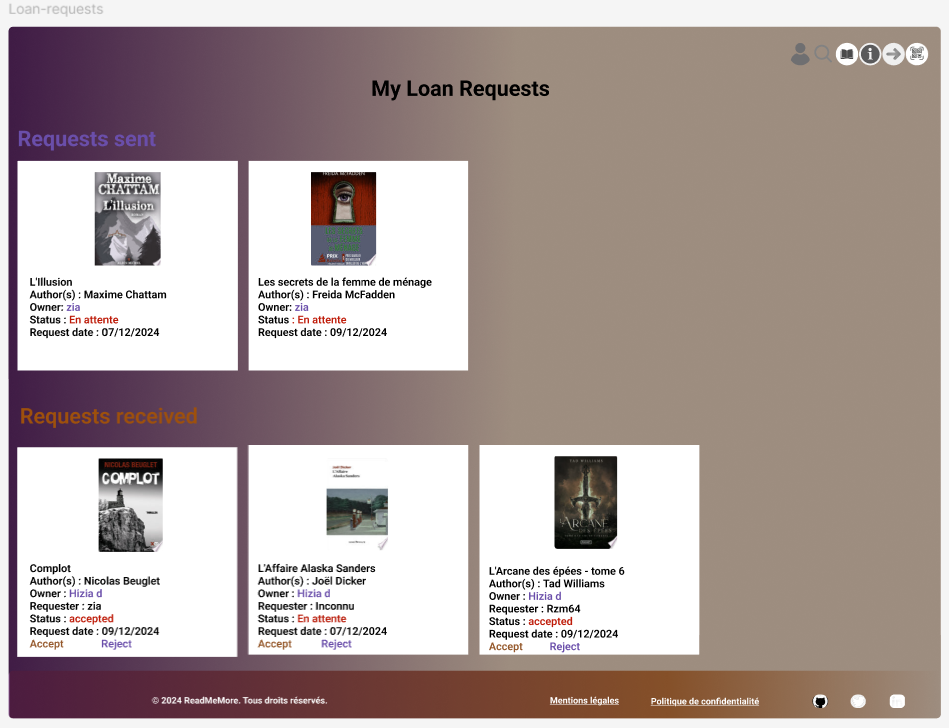 Loan-requests
My Loan Requests
Requests sent
Maxime
CHATTAM
L'illusion
L'Illusion
Author(s) : Maxime Chattam
Owner: zia
Status : En attente
Request date : 07/12/2024
FREIDA McFADDEN
Les secrets de la femme de ménage
Author(s) : Freida McFadden
Owner: zia
Status : En attente
Request date : 09/12/2024
Requests received
NICOLAS BEUGLET
COMPLOT
Complot
Author(s) : Nicolas Beuglet
Owner : Hizia d
Requester : zia
Status : accepted
Request date : 09/12/2024
Accept Reject
Joël Dicker
L'Affaire
Alaska Sanders
L'Affaire Alaska Sanders
Author(s) : Joël Dicker
Owner : Hizia d
Requester : Inconnu
Status : En attente
Request date : 07/12/2024
Accept Reject
TAD WILLIAMS
ARCANE
DES ÉPÉES
L'Arcane des épées - tome 6
Author(s) : Tad Williams
Owner : Hizia d
Requester : Rzm64
Status : accepted
Request date : 09/12/2024
Accept Reject
© 2024 ReadMeMore. Tous droits réservés.
Mentions légales
Politique de confidentialité